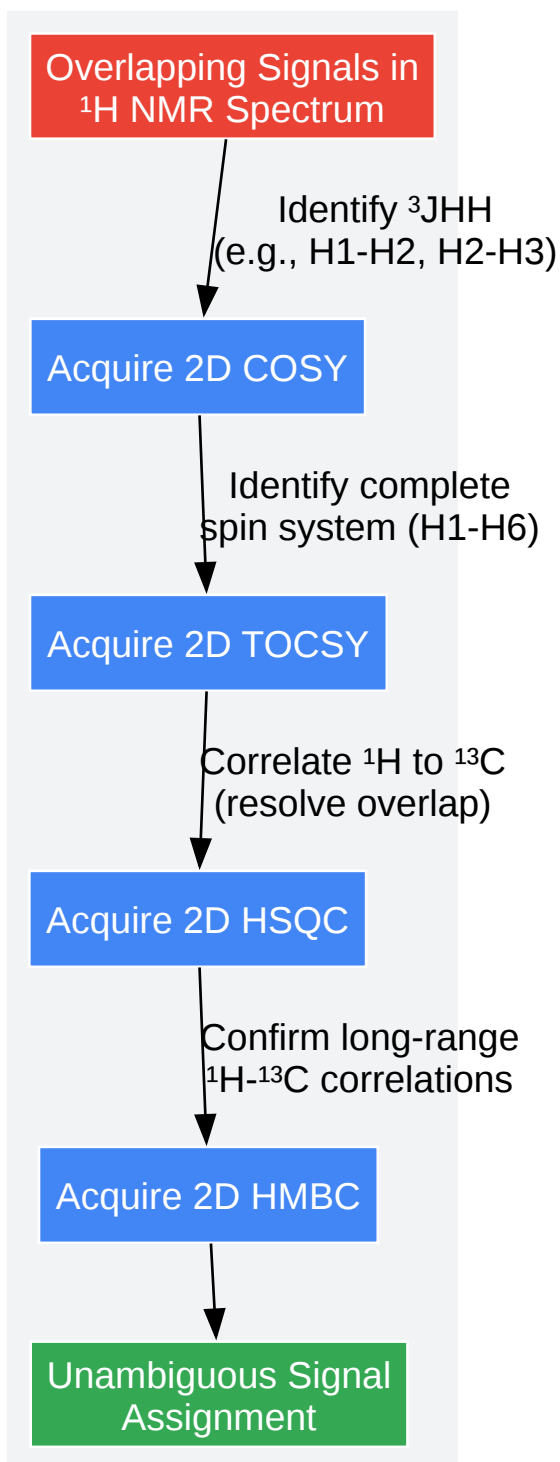 Overlapping Signals in
¹H NMR Spectrum
Identify ³JHH
(e.g., H1-H2, H2-H3)
Acquire 2D COSY
Identify complete
spin system (H1-H6)
Acquire 2D TOCSY
Correlate ¹H to ¹³C
(resolve overlap)
Acquire 2D HSQC
Confirm long-range
¹H-¹³C correlations
Acquire 2D HMBC
Unambiguous Signal
Assignment